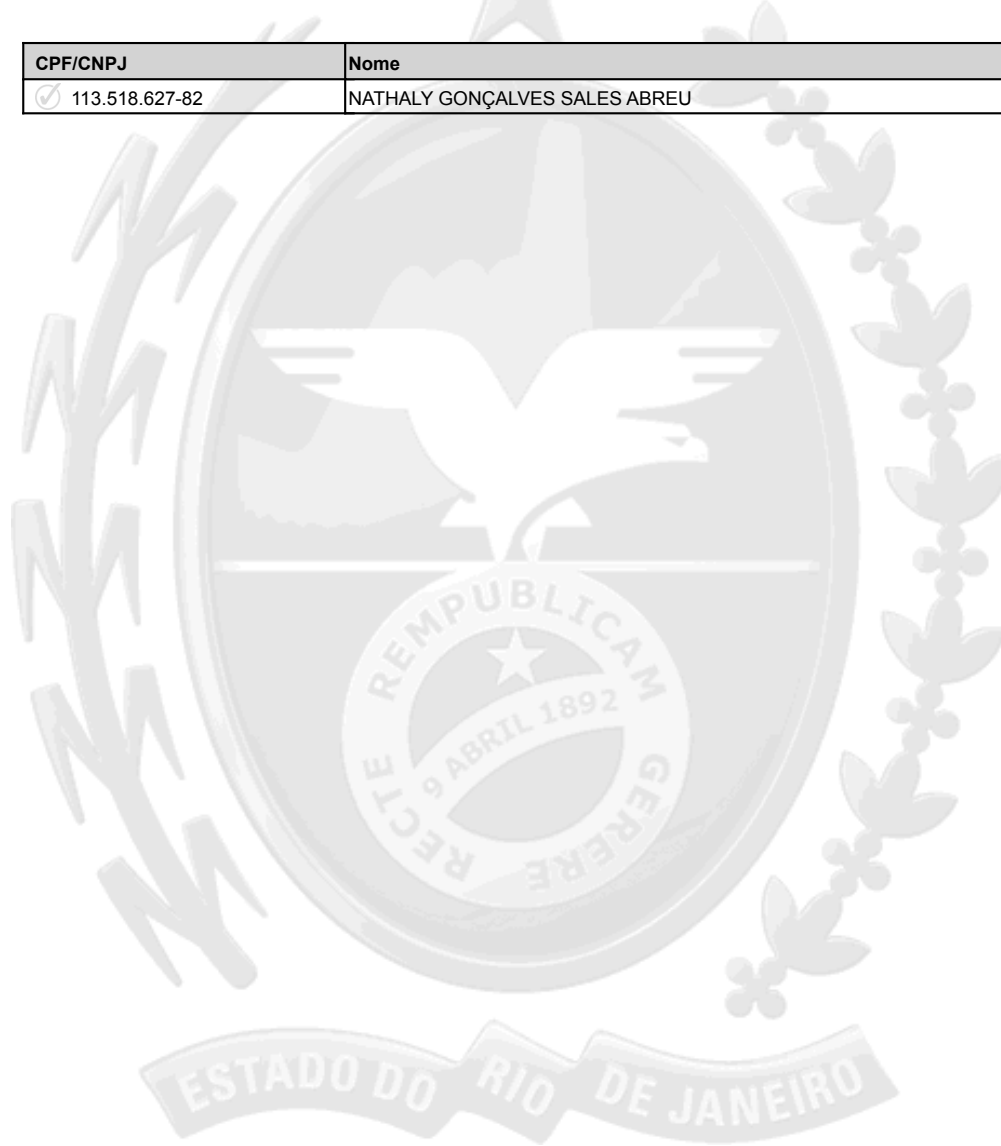 CPF/CNPJ Nome
113.518.627-82 NATHALY GONÇALVES SALES ABREU
REMPUBLICAM
9 ABRIL 1892
RECTE GERERE
ESTADO DO RIO DE JANEIRO